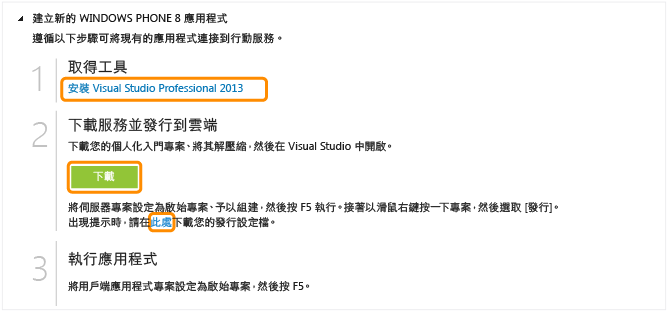 建立新的 WINDOWS PHONE 8 應用程式
遵循以下步驟可將現有的應用程式連接到行動服務。
1 取得工具
安裝 Visual Studio Professional 2013
2 下載服務並發行到雲端
下載您的個人化入門專案、將其解壓縮，然後在 Visual Studio 中開啟。
下載
將伺服器專案設定為啟始專案、予以組建，然後按 F5 執行。接著以滑鼠右鍵按一下專案，然後選取 [發行]。
出現提示時，請在此處下載您的發行設定檔。
3 執行應用程式
將用戶端應用程式專案設定為啟始專案，然後按 F5。